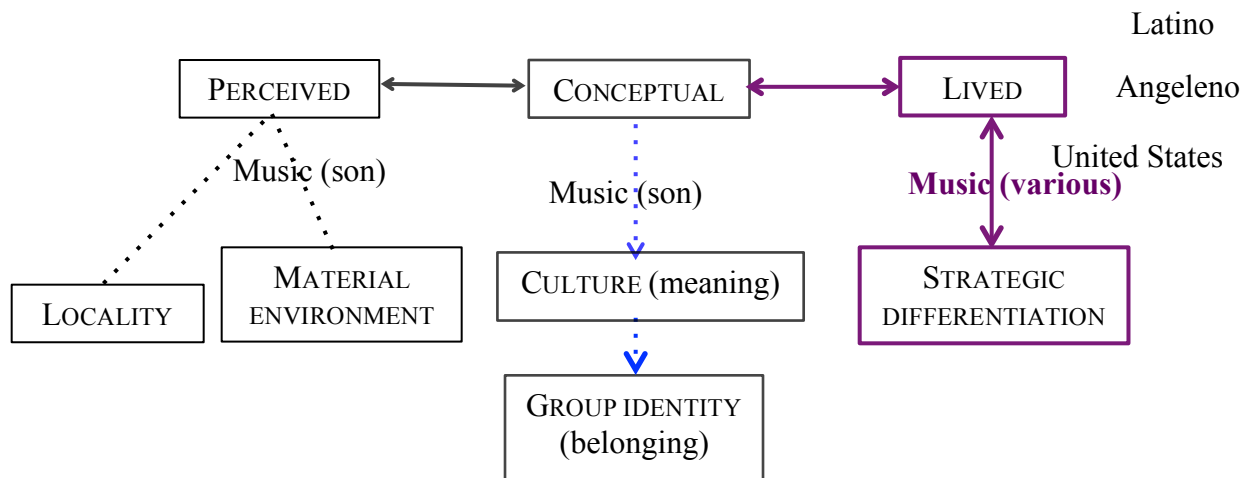 Latino
PERCEIVED
CONCEPTUAL
LIVED
Angeleno
Music (son)
Music (son)
United States
Music (various)
LOCALITY
MATERIAL
ENVIRONMENT
CULTURE (meaning)
STRATEGIC
DIFFERENTIATION
GROUP IDENTITY
(belonging)